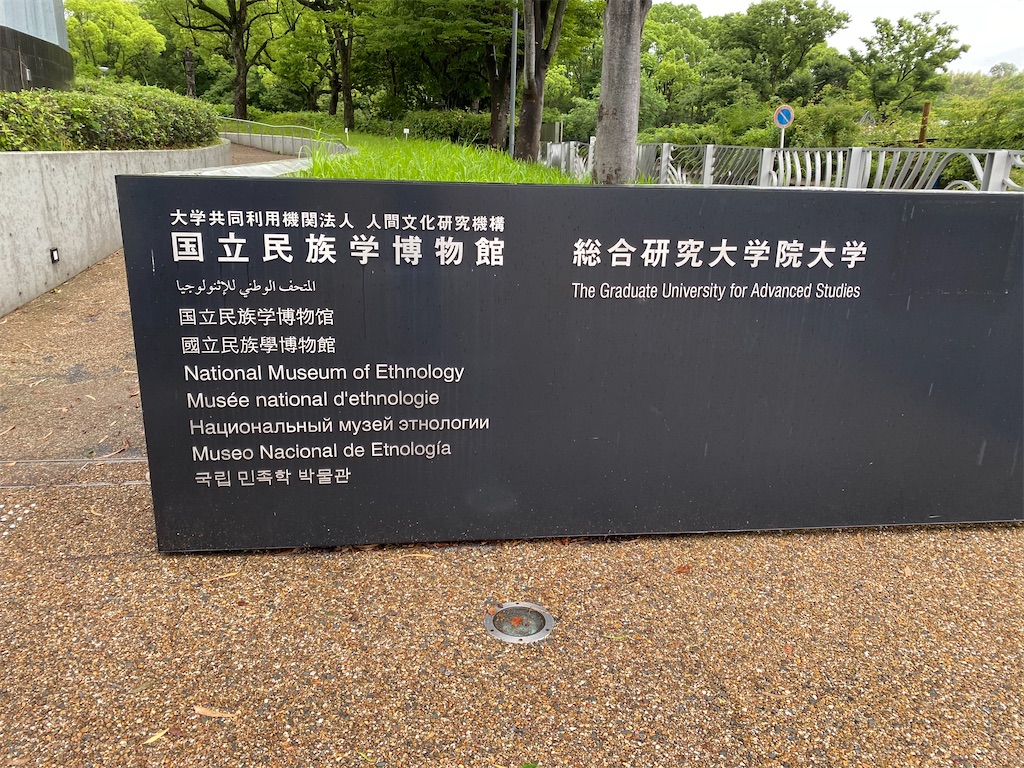 大学共同利用機関法人 人間文化研究機構
国立民族学博物館
المتحف الوطني للإثنولوجيا
国立民族学博物馆
國立民族學博物館
National Museum of Ethnology
Musée national d'ethnologie
Национальный музей этнологии
Museo Nacional de Etnología
국립 민족학 박물관
総合研究大学院大学
The Graduate University for Advanced Studies